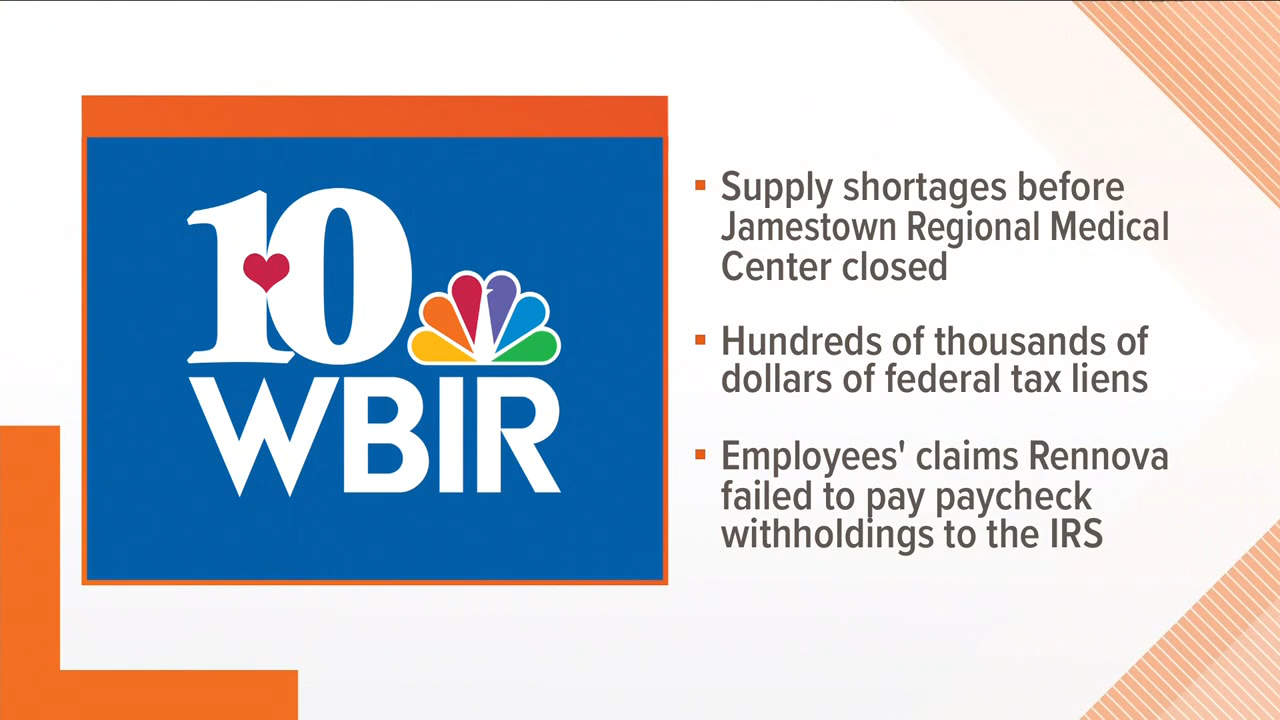 10
WBIR
Supply shortages before
Jamestown Regional Medical
Center closed
Hundreds of thousands of
dollars of federal tax liens
Employees' claims Rennova
failed to pay paycheck
withholdings to the IRS